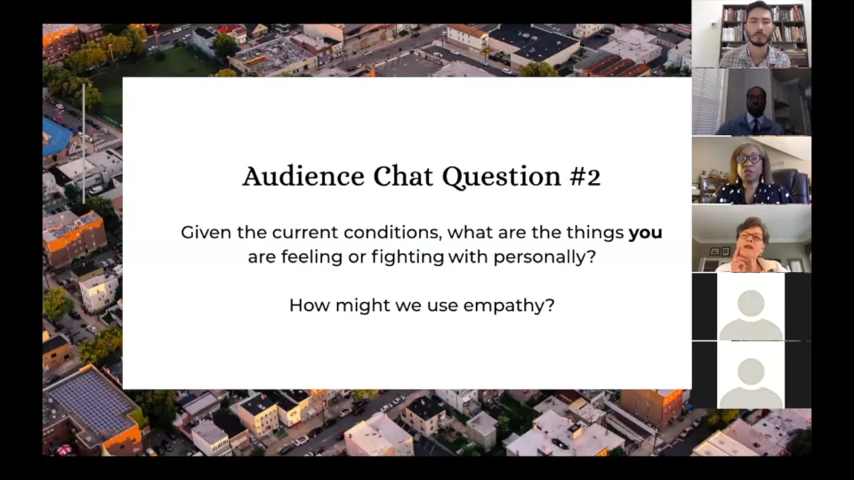 Audience Chat Question #2
Given the current conditions, what are the things you
are feeling or fighting with personally?
How might we use empathy?